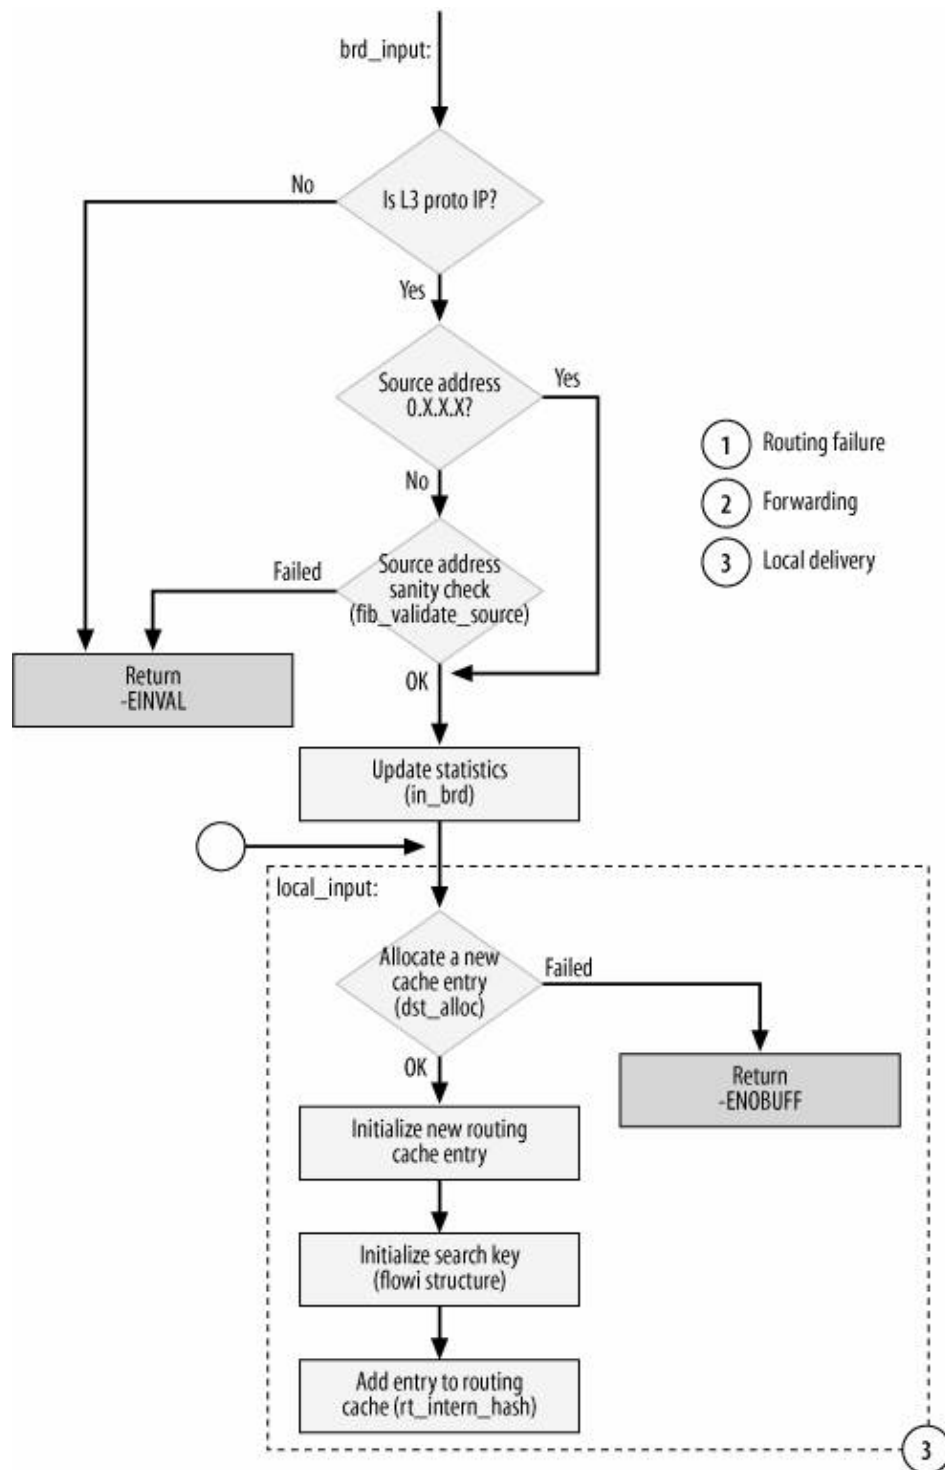 brd_input:
No
Is L3 proto IP?
Yes
Source address
0.X.X.X?
Yes
1 Routing failure
2 Forwarding
3 Local delivery
No
Source address
sanity check
(fib_validate_source)
Failed
Return
-EINVAL
OK
Update statistics
(in_brd)
local_input:
Allocate a new
cache entry
(dst_alloc)
Failed
OK
Return
-ENOBUFF
Initialize new routing
cache entry
Initialize search key
(flowi structure)
Add entry to routing
cache (rt_intern_hash)
3